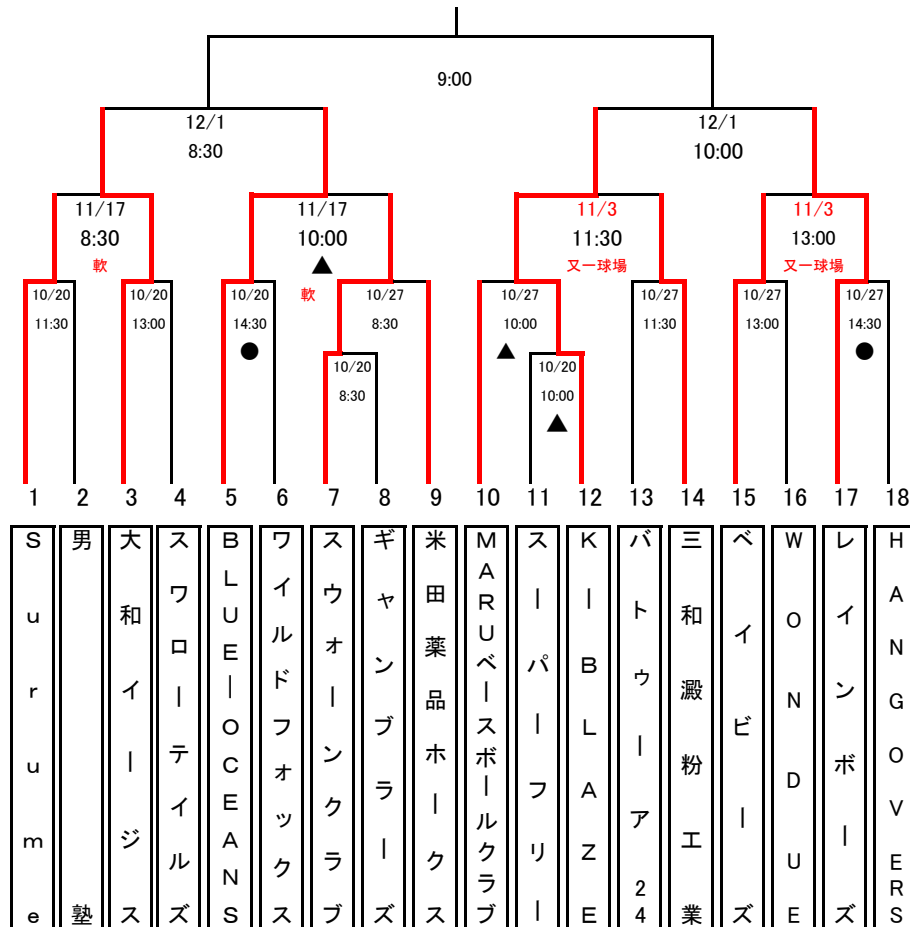 9:00
12/1
12/1
8:30
10:00
11/17
11/17
11/3
11/3
8:30
10:00
11:30
13:00
軟
▲
又一球場
又一球場
10/20
10/20
10/20
軟
10/27
10/27
10/27
10/27
10/27
11:30
13:00
14:30
8:30
10:00
11:30
13:00
14:30
●
▲
●
10/20
10/20
8:30
10:00
▲
1 2 3 4 5 6 7 8 9 10 11 12 13 14 15 16 17 18
Surume
男塾
大和イージス
スワローテイルズ
BLUE―OCEANS
ワイルドフォックス
スウォーンクラブ
ギャンブラーズ
米田薬品ホークス
MARUベースボールクラブ
スーパーフリー
K―BLAZE
バトゥーア24
三和澱粉工業
ベイビーズ
WONDUE
レインボーズ
HANGOVERS